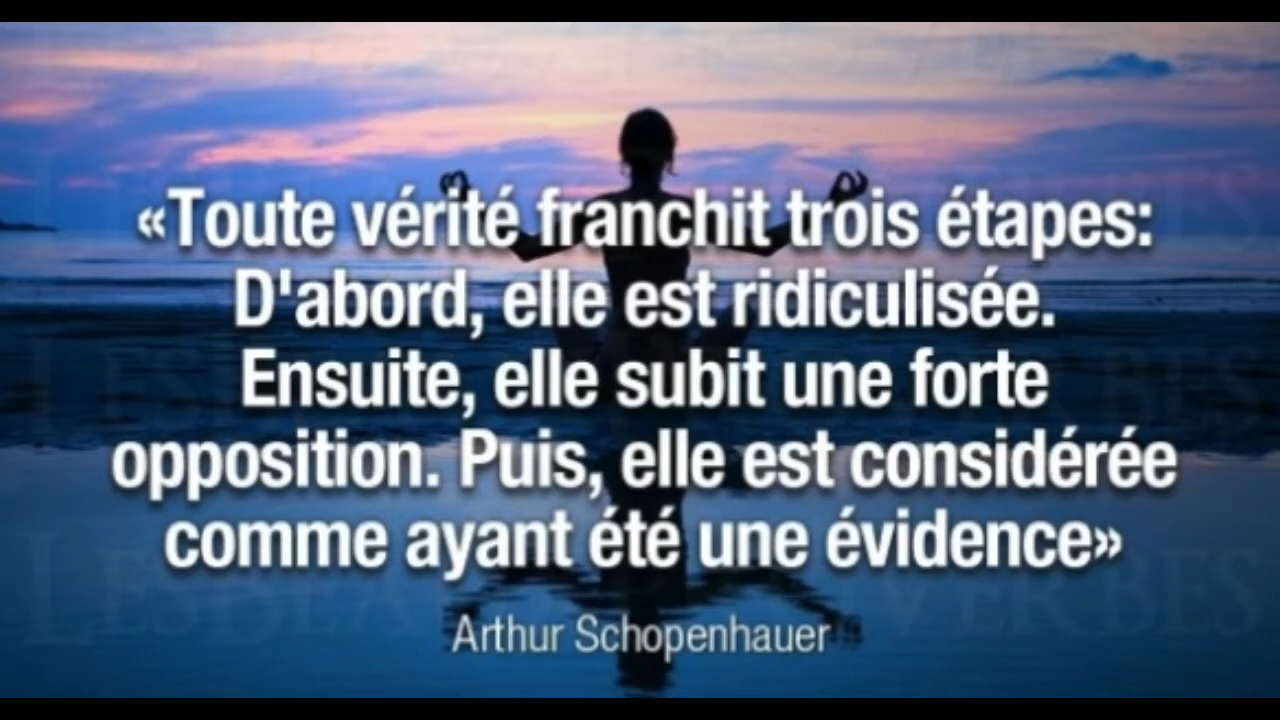 «Toute vérité franchit trois étapes:
D'abord, elle est ridiculisée.
Ensuite, elle subit une forte
opposition. Puis, elle est considérée
comme ayant été une évidence»
Arthur Schopenhauer